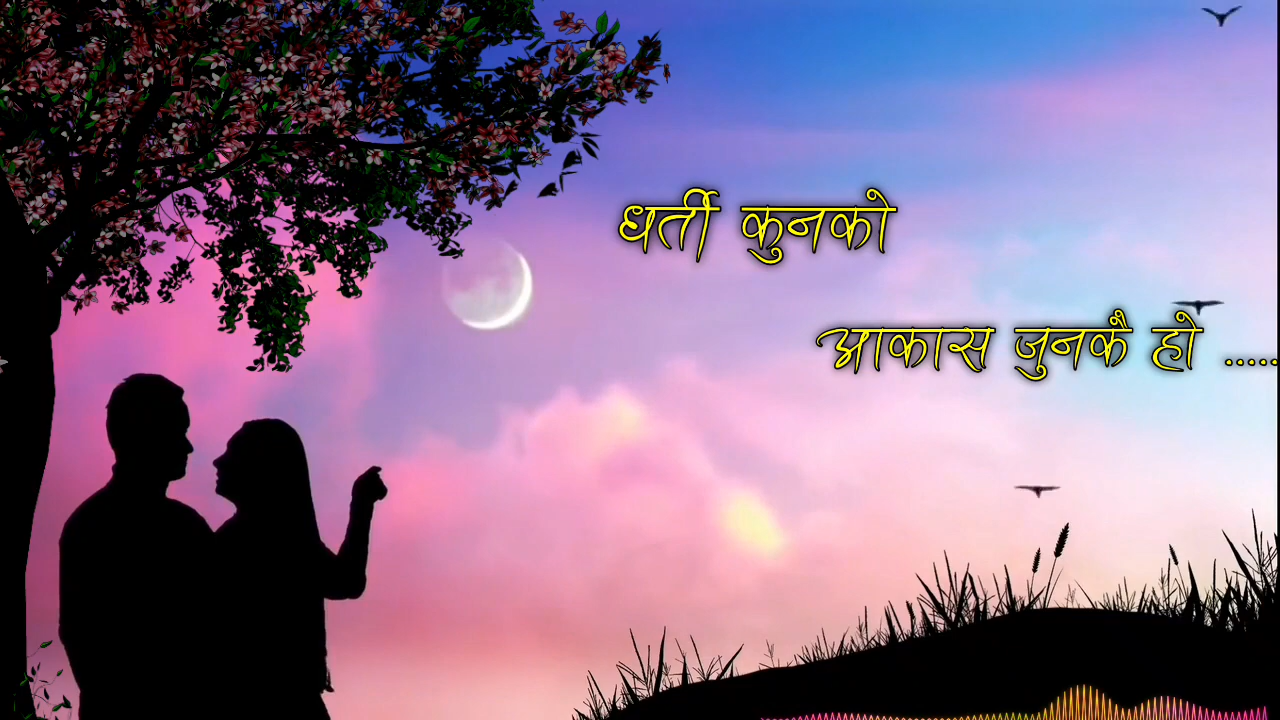 धर्ती कुनको
आकास जुनकै हो .....